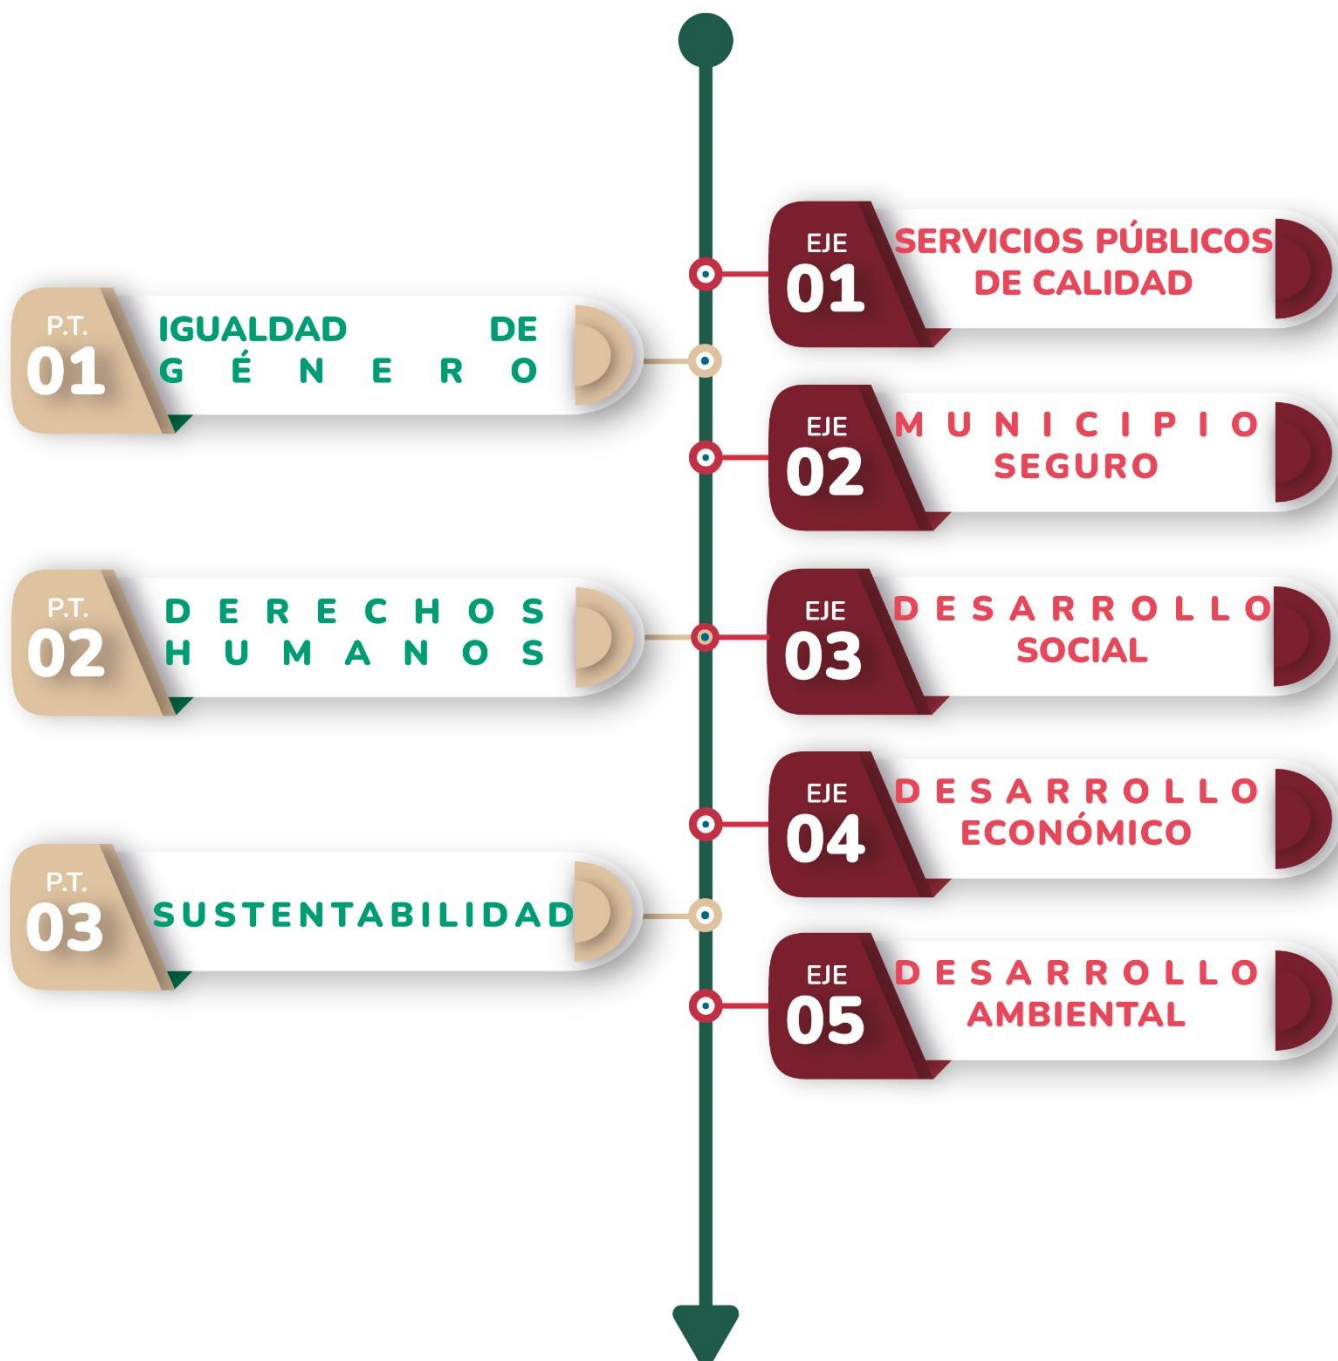 P.T.
01
IGUALDAD DE
GÉNERO
P.T.
02
DERECHOS
HUMANOS
P.T.
03
SUSTENTABILIDAD
EJE
01
SERVICIOS PÚBLICOS
DE CALIDAD
EJE
02
MUNICIPIO
SEGURO
EJE
03
DESARROLLO
SOCIAL
EJE
04
DESARROLLO
ECONÓMICO
EJE
05
DESARROLLO
AMBIENTAL